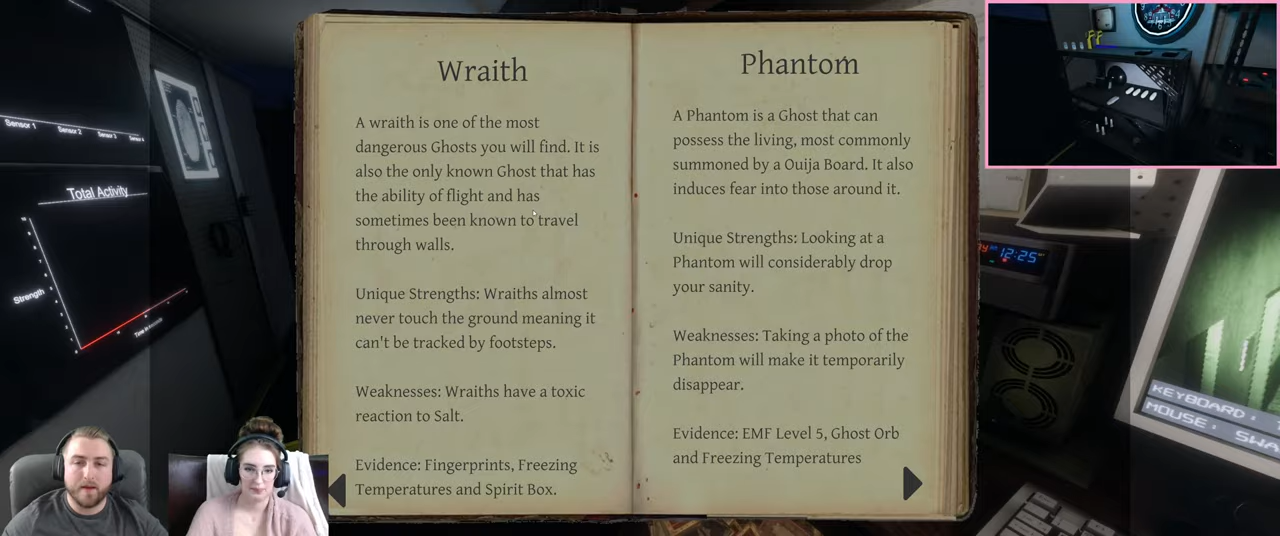 Wraith
A wraith is one of the most
dangerous Ghosts you will find. It is
also the only known Ghost that has
the ability of flight and has
sometimes been known to travel
through walls.
Unique Strengths: Wraiths almost
never touch the ground meaning it
can't be tracked by footsteps.
Weaknesses: Wraiths have a toxic
reaction to Salt.
Evidence: Fingerprints, Freezing
Temperatures and Spirit Box.
Phantom
A Phantom is a Ghost that can
possess the living, most commonly
summoned by a Ouija Board. It also
induces fear into those around it.
Unique Strengths: Looking at a
Phantom will considerably drop
your sanity.
Weaknesses: Taking a photo of the
Phantom will make it temporarily
disappear.
Evidence: EMF Level 5, Ghost Orb
and Freezing Temperatures
Sensor 1 Sensor 2 Sensor 3 Sensor 4
Total Activity
Strength
12:25
KEYBOARD:
MOUSE: